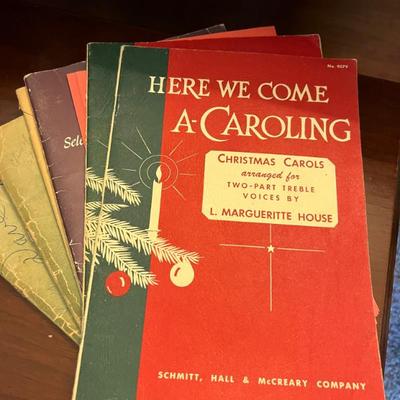 No. 9079
HERE WE COME
A-CAROLING
CHRISTMAS CAROLS
arranged for
TWO-PART TREBLE
VOICES BY
L. MARGUERITTE HOUSE
SCHMITT, HALL & McCREARY COMPANY